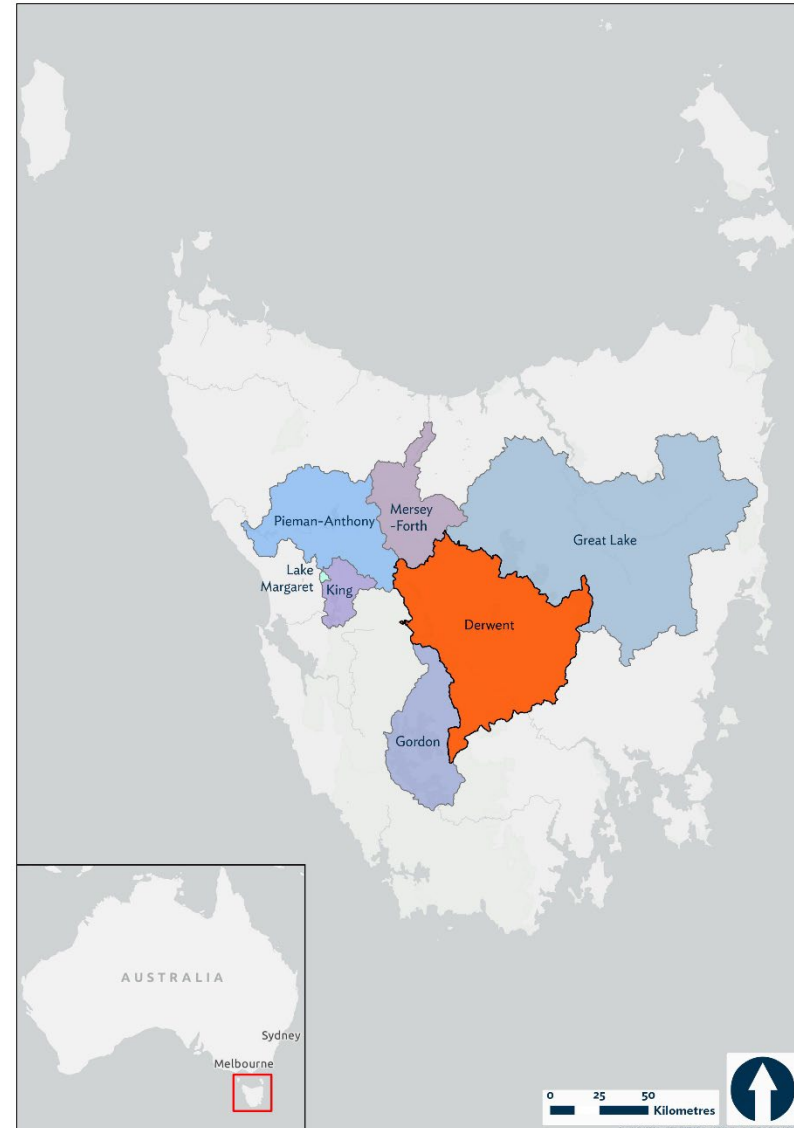 Mersey
-Forth
Pieman-Anthony
Great Lake
Lake
Margaret
King
Derwent
Gordon
AUSTRALIA
Sydney
Melbourne
0 25 50
Kilometres